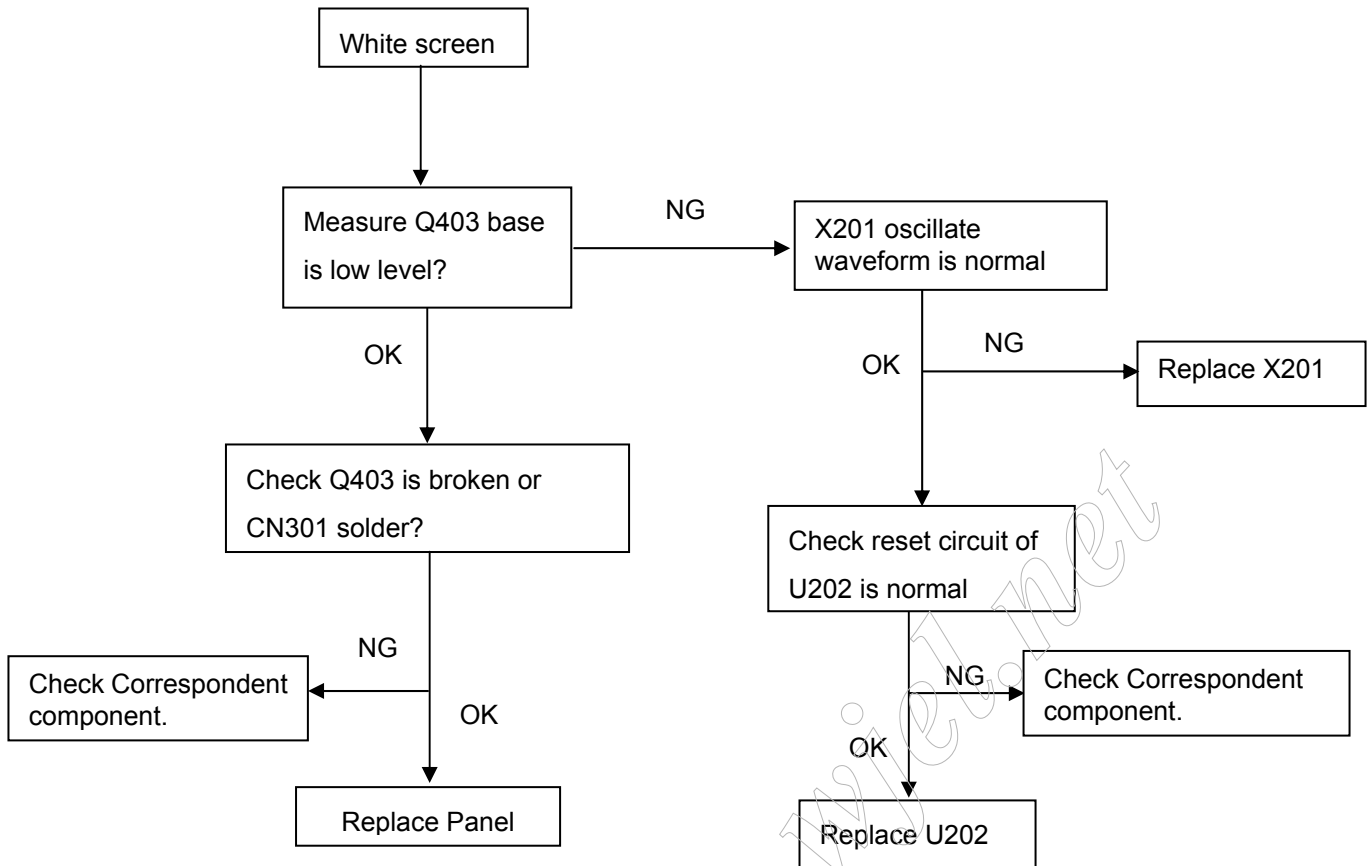 White screen
Measure Q403 base
is low level?
NG
X201 oscillate
waveform is normal
OK
NG
OK
Replace X201
Check Q403 is broken or
CN301 solder?
Check reset circuit of
U202 is normal
NG
Check Correspondent
component.
OK
NG
Check Correspondent
component.
OK
Replace Panel
Replace U202